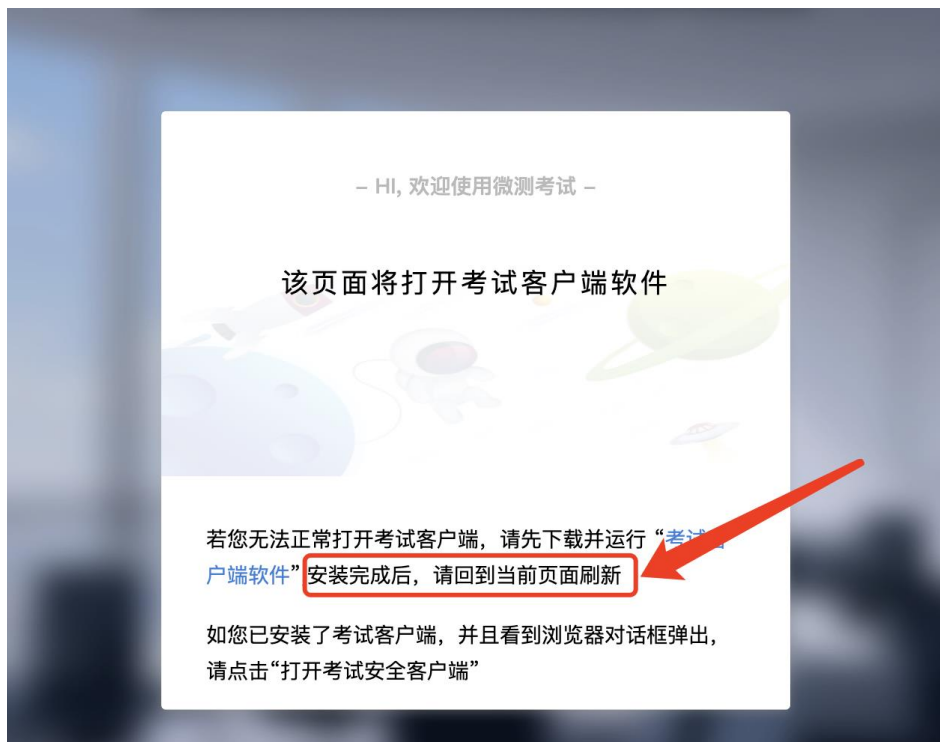 – HI, 欢迎使用微测考试 –
该页面将打开考试客户端软件
若您无法正常打开考试客户端，请先下载并运行“考试客
户端软件”安装完成后，请回到当前页面刷新
如您已安装了考试客户端，并且看到浏览器对话框弹出，
请点击“打开考试安全客户端”